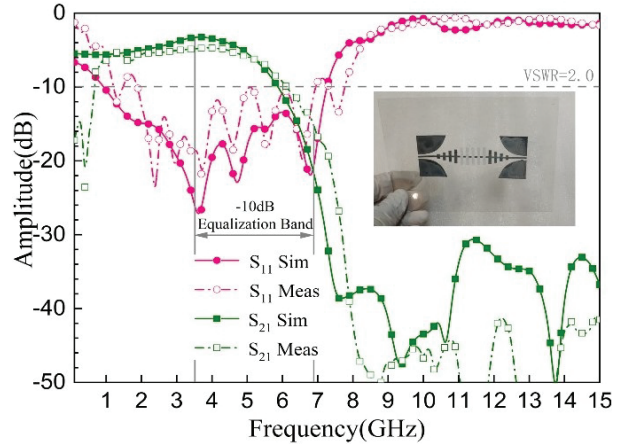 0
-10
-20
-30
-40
-50
Amplitude(dB)
VSWR=2.0
-10dB
Equalization Band
S11 Sim
S11 Meas
S21 Sim
S21 Meas
1 2 3 4 5 6 7 8 9 10 11 12 13 14 15
Frequency(GHz)